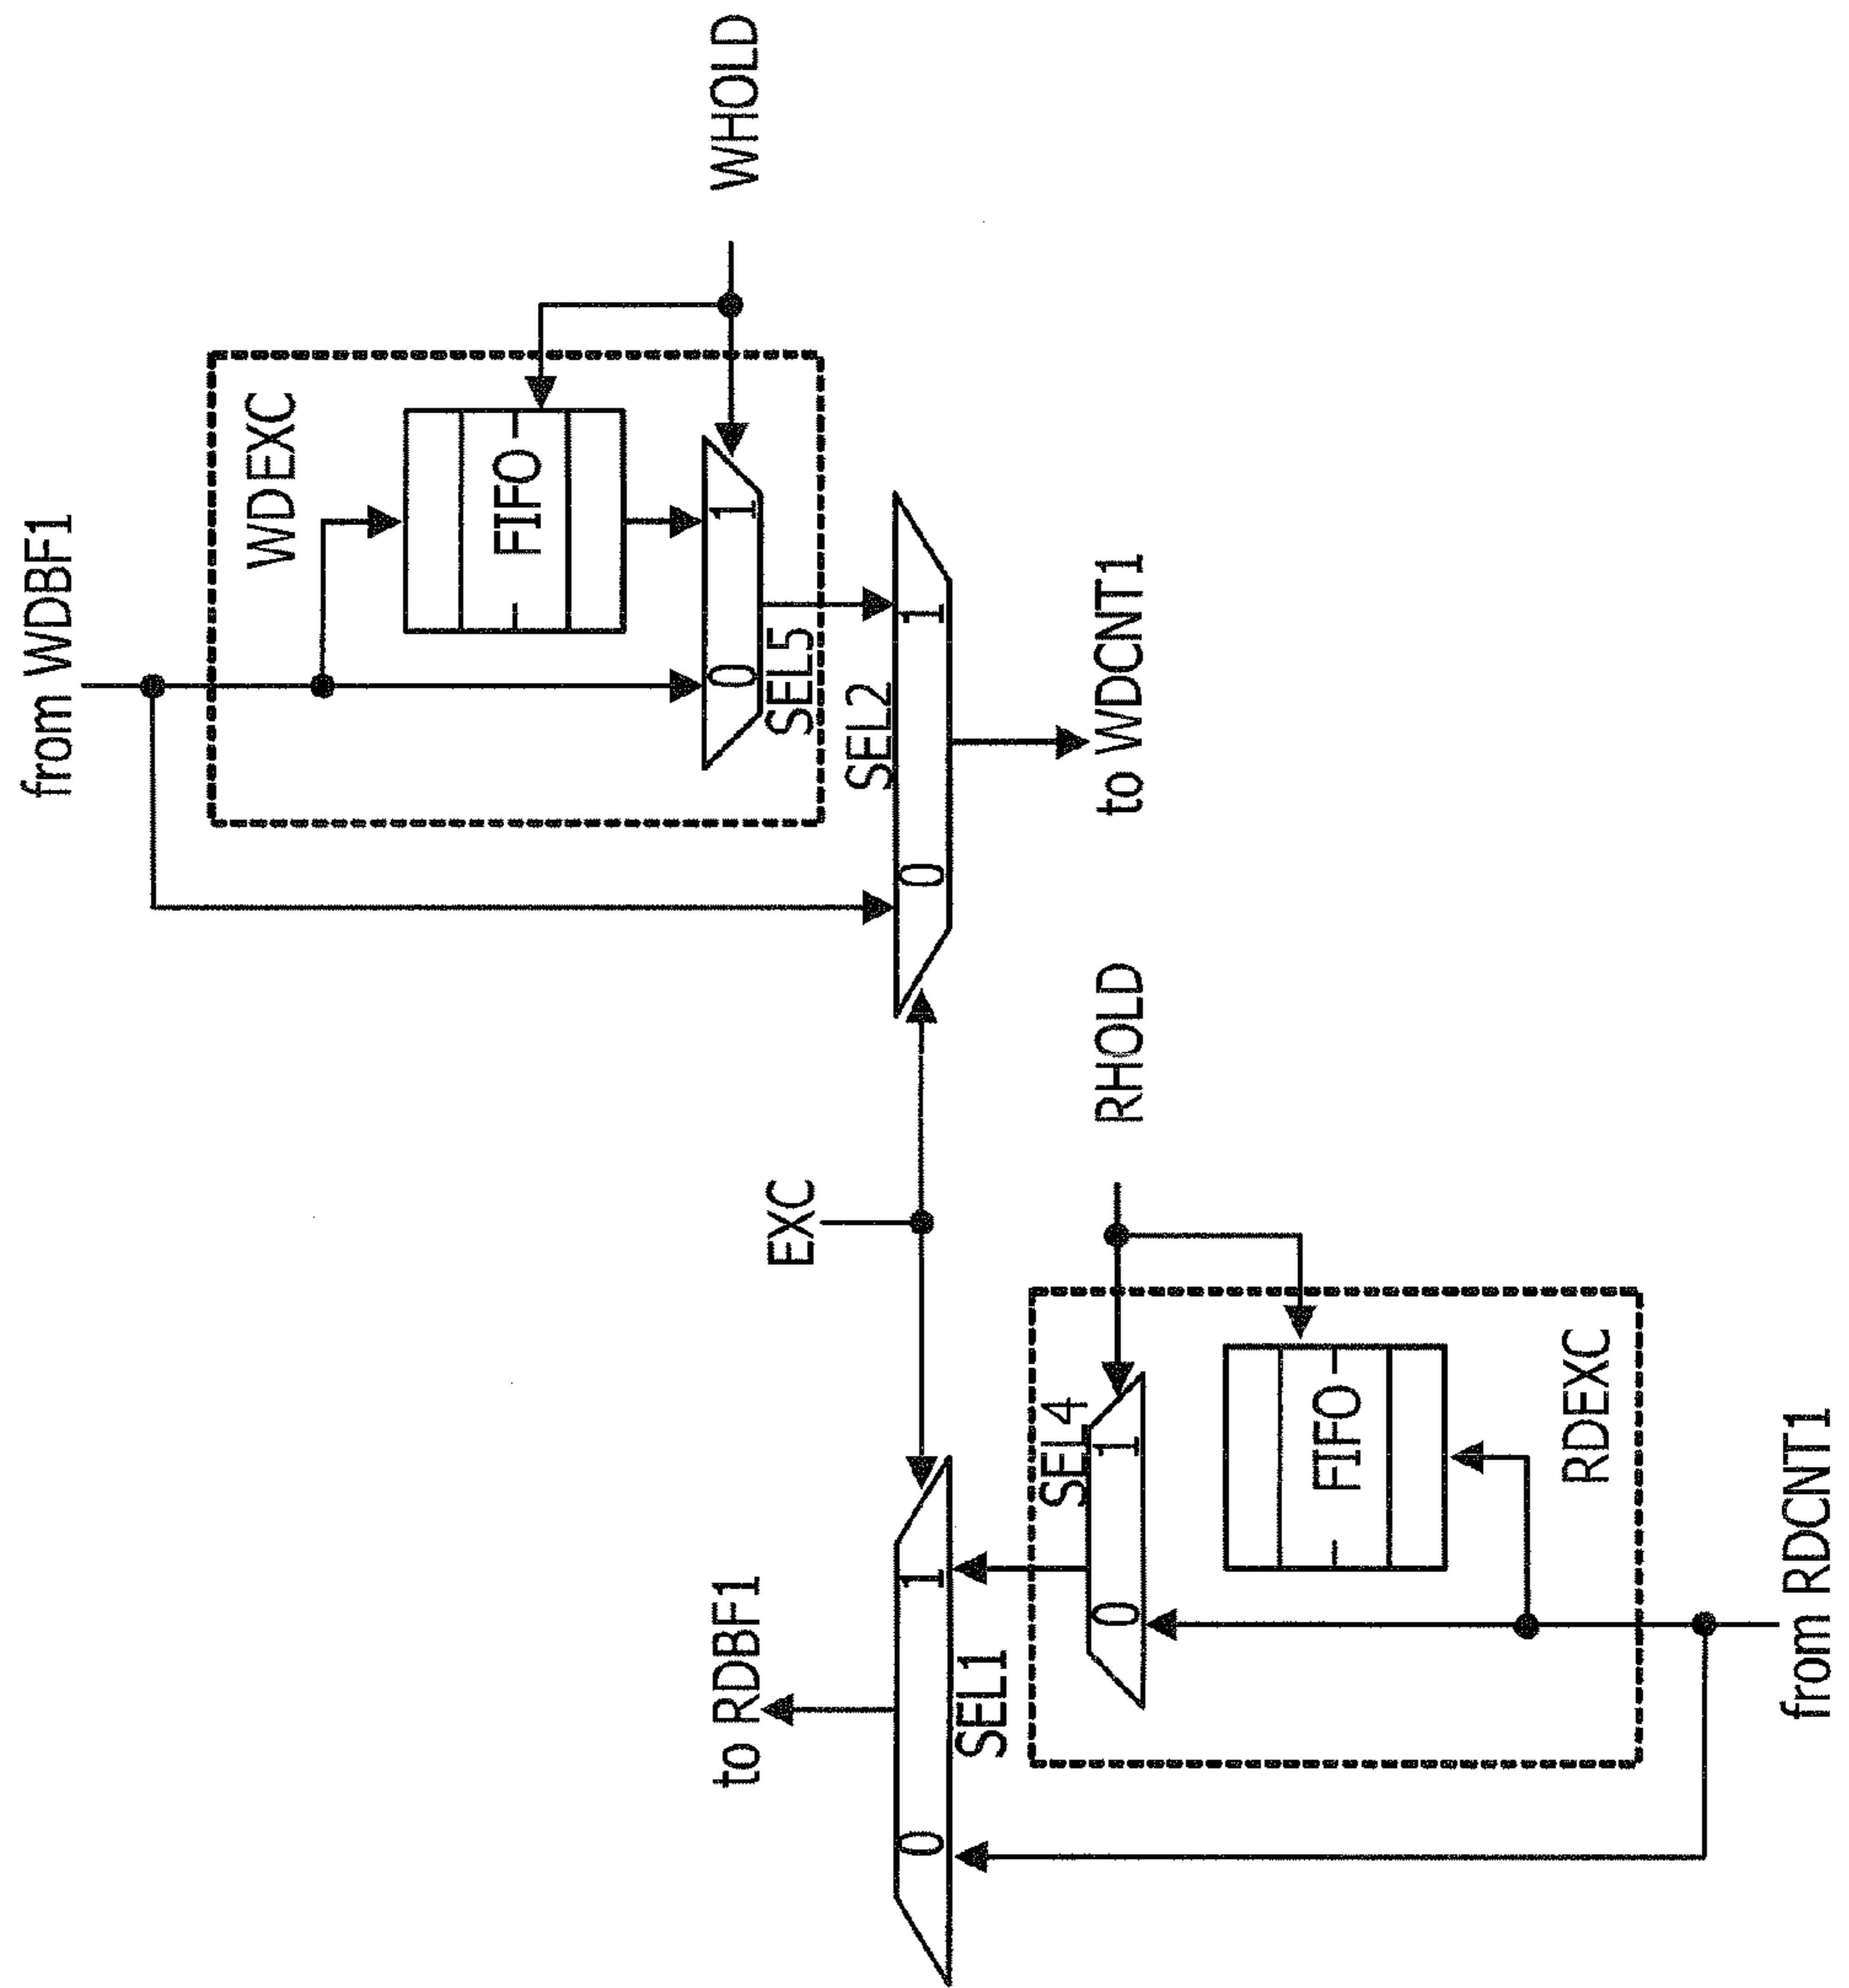 from WDBF1
WDEXC
FIFO
WHOLD
0
1
SEL5
SEL2
0
1
to WDCNT1
EXC
RHOLD
to RDBF1
0
1
SEL1
SEL4
0
1
FIFO
RDEXC
from RDCNT1